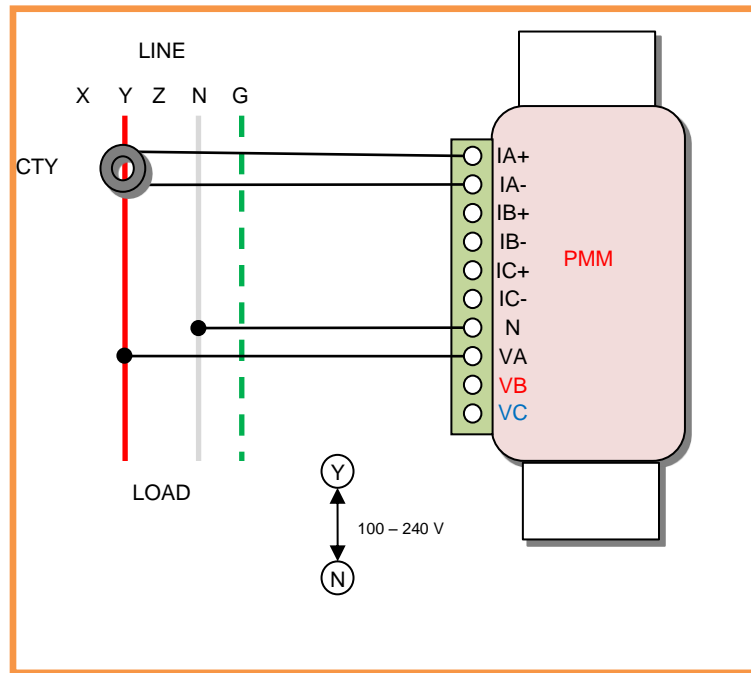 LINE
X Y Z N G
CTY
IA+
IA-
IB+
IB-
IC+
IC-
N
VA
VB
VC
PMM
LOAD
Y
100 – 240 V
N